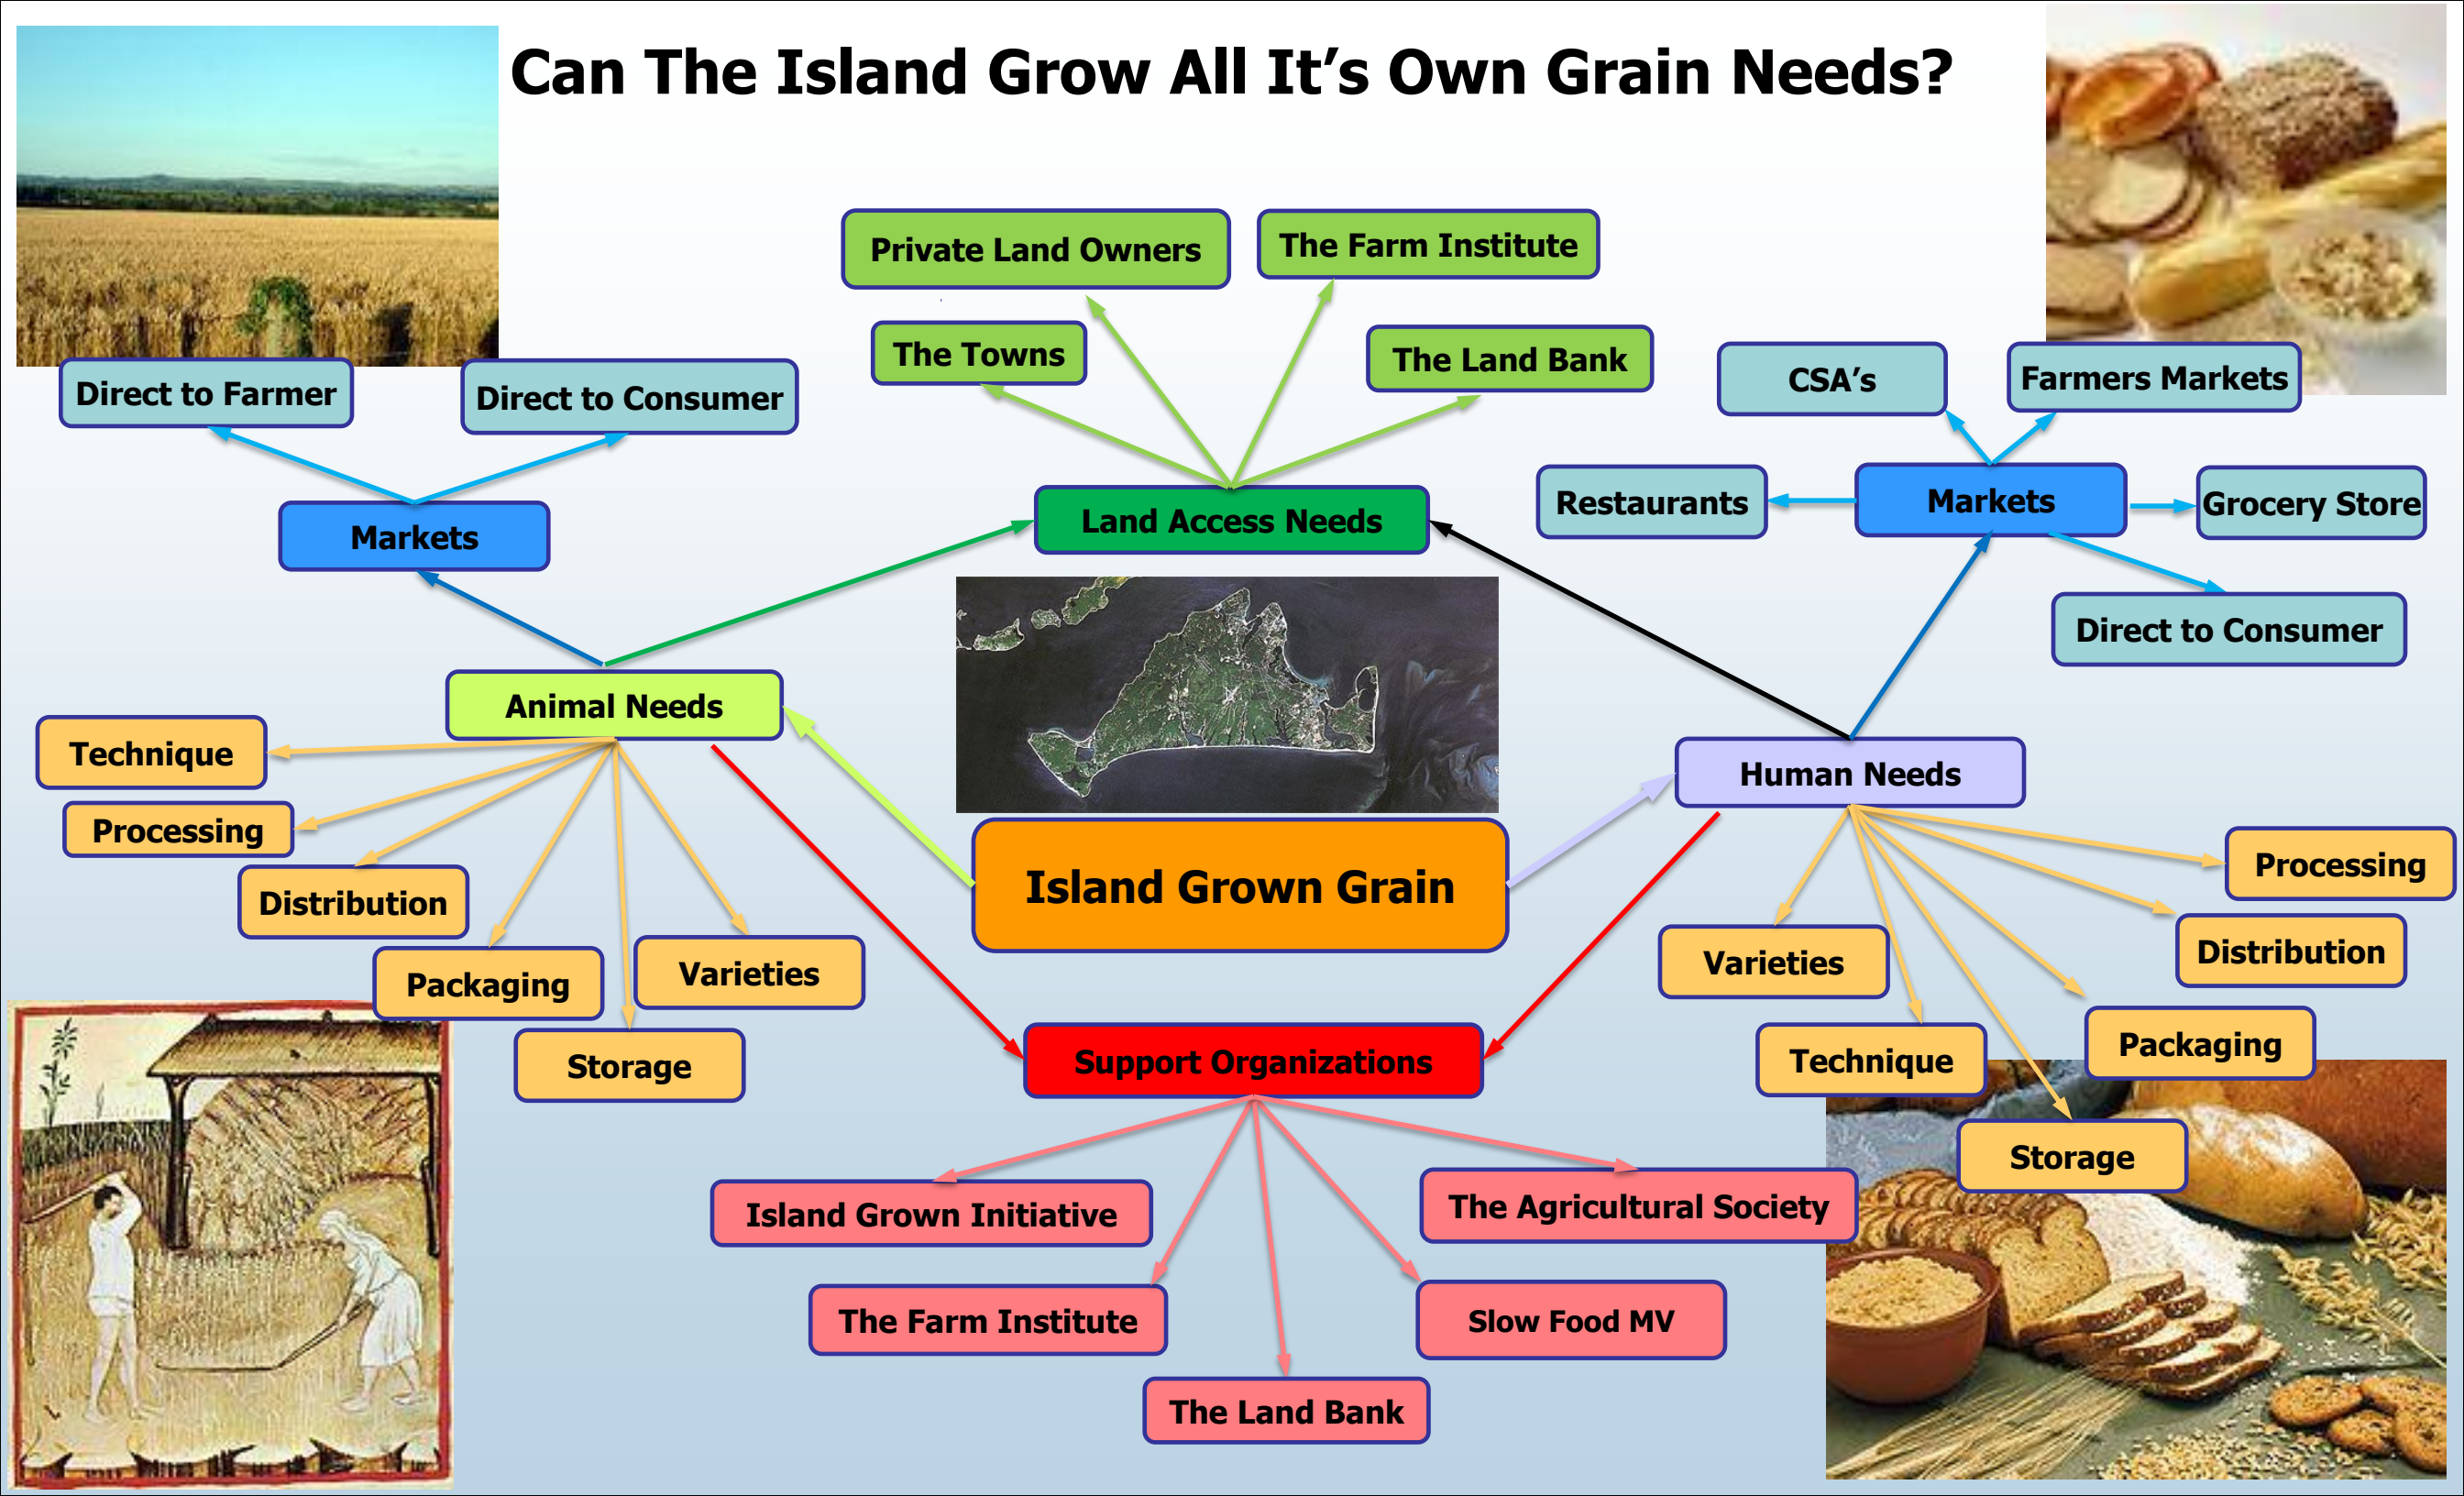 Can The Island Grow All It’s Own Grain Needs?
Private Land Owners
The Farm Institute
The Towns
The Land Bank
Direct to Farmer
Direct to Consumer
CSA’s
Farmers Markets
Markets
Land Access Needs
Restaurants
Markets
Grocery Store
Direct to Consumer
Animal Needs
Human Needs
Technique
Processing
Distribution
Packaging
Varieties
Storage
Island Grown Grain
Processing
Distribution
Varieties
Packaging
Technique
Storage
Support Organizations
Island Grown Initiative
The Agricultural Society
The Farm Institute
Slow Food MV
The Land Bank